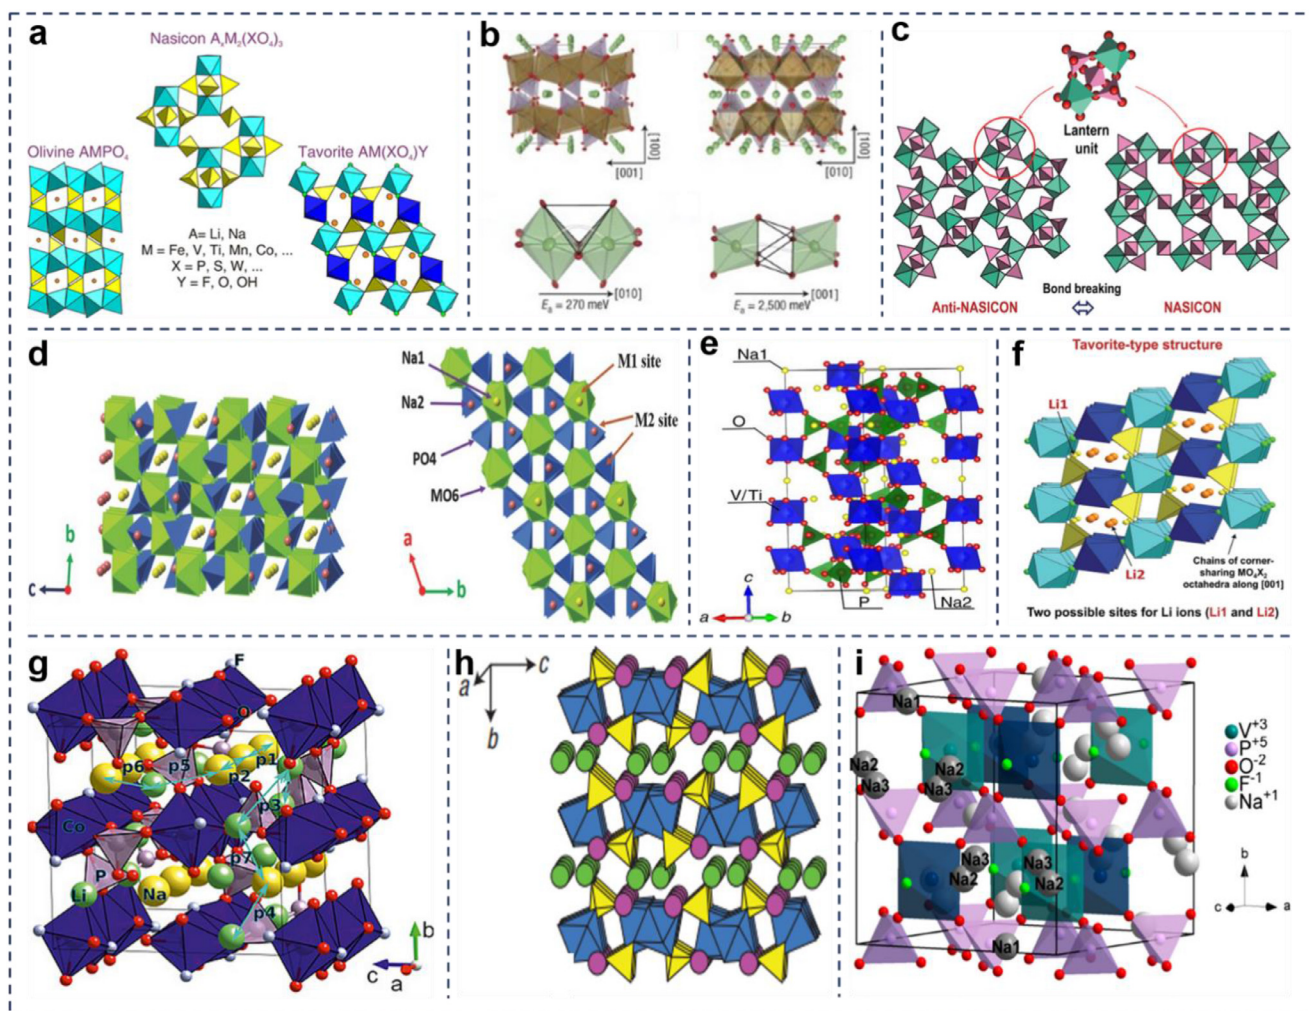 a
Nasicon AₓM₂(XO₄)₃
Olivine AMPO₄
Tavorite AM(XO₄)Y
A= Li, Na
M = Fe, V, Ti, Mn, Co, ...
X = P, S, W, ...
Y = F, O, OH
b
[100]
[001]
[100]
[010]
[010]
Eₐ = 270 meV
[001]
Eₐ = 2,500 meV
c
Lantern
unit
Bond breaking
Anti-NASICON
NASICON
d
Na1
Na2
PO4
MO6
M1 site
M2 site
b
c
a
b
e
Na1
O
V/Ti
P
Na2
c
a
b
f
Tavorite-type structure
Li1
Li2
Chains of corner-
sharing MO₄X₂
octahedra along [001]
Two possible sites for Li ions (Li1 and Li2)
g
F
O
p6
p5
p2
p1
p3
Co
p7
P
Li
Na
p4
b
c
a
h
c
a
b
i
Na1
Na2
Na3
Na2
Na3
Na3
Na2
Na3
Na2
Na1
V⁺³
P⁺⁵
O⁻²
F⁻¹
Na⁺¹
b
c
a